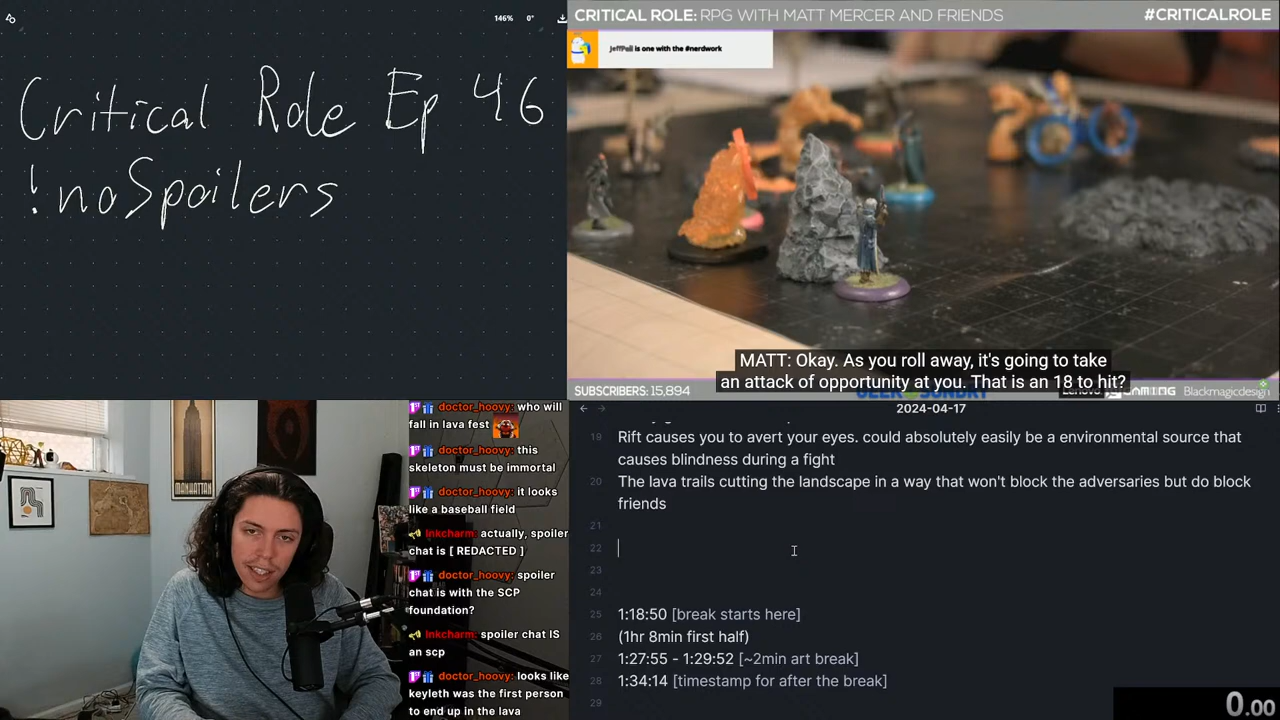 146%
0°
Critical Role Ep 46
!noSpoilers
CRITICAL ROLE: RPG WITH MATT MERCER AND FRIENDS
#CRITICALROLE
JeffPall is one with the #nerdwork
MATT: Okay. As you roll away, it's going to take
an attack of opportunity at you. That is an 18 to hit?
SUBSCRIBERS: 15,894
GEEK & SUNDRY
Lenovo
GAMING
Blackmagicdesign
MANHATTAN
doctor_hoovy: who will
fall in lava fest
doctor_hoovy: this
skeleton must be immortal
doctor_hoovy: it looks
like a baseball field
Inkcharm: actually, spoiler
chat is [ REDACTED ]
doctor_hoovy: spoiler
chat is with the SCP
foundation?
Inkcharm: spoiler chat IS
an scp
doctor_hoovy: looks like
keyleth was the first person
to end up in the lava
2024-04-17
19 Rift causes you to avert your eyes. could absolutely easily be a environmental source that
causes blindness during a fight
20 The lava trails cutting the landscape in a way that won't block the adversaries but do block
friends
21
22
23
24
25 1:18:50 [break starts here]
26 (1hr 8min first half)
27 1:27:55 - 1:29:52 [~2min art break]
28 1:34:14 [timestamp for after the break]
29
0.00